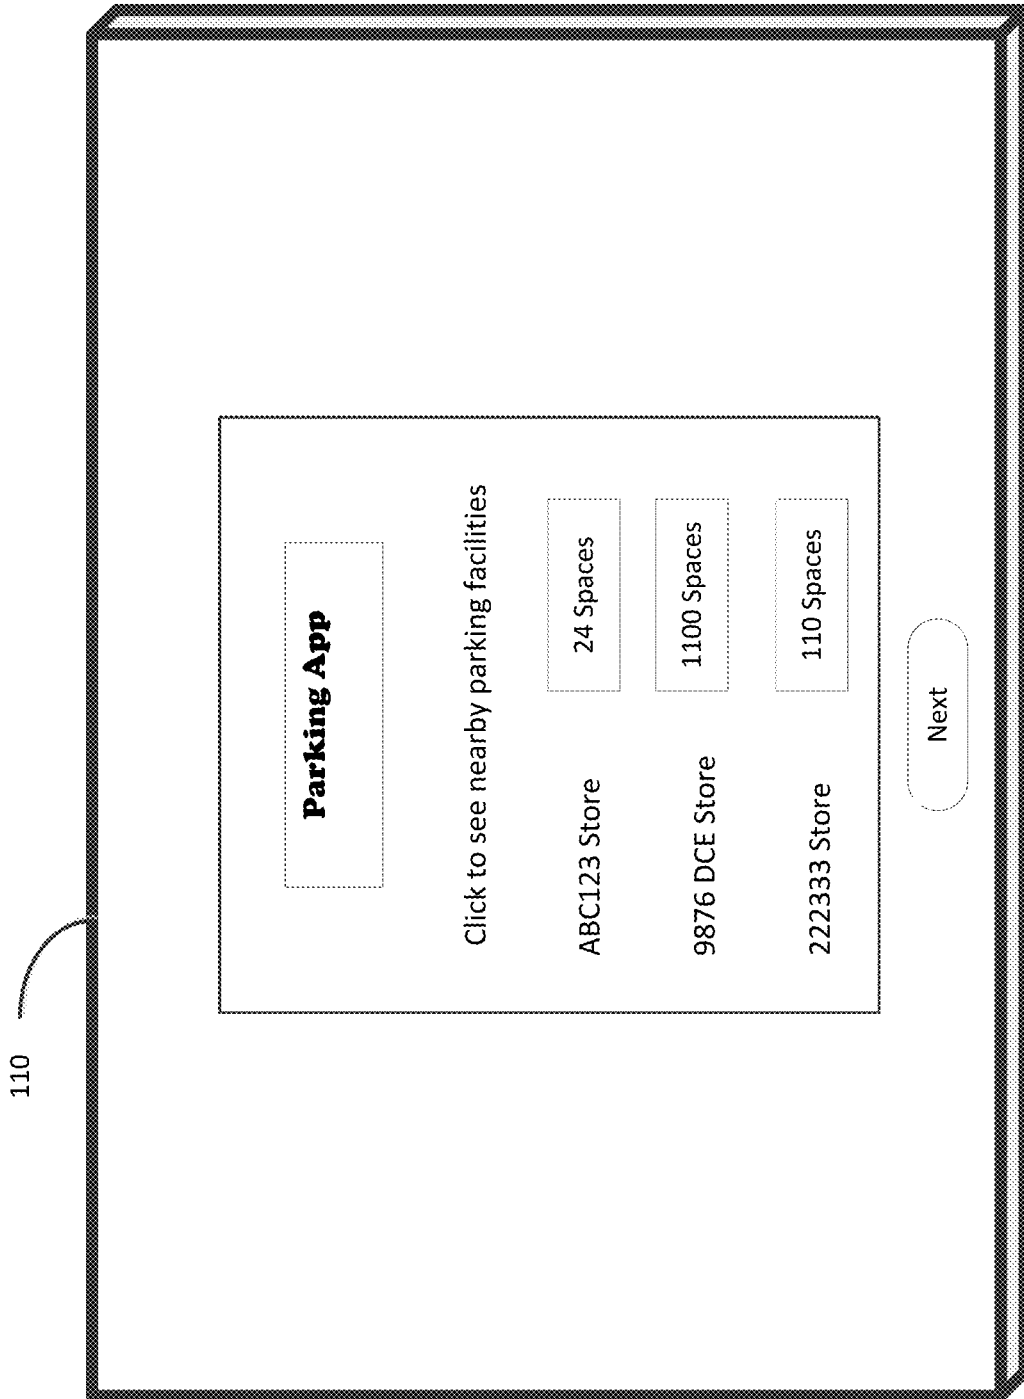 110
Parking App
Click to see nearby parking facilities
ABC123 Store 24 Spaces
9876 DCE Store 1100 Spaces
222333 Store 110 Spaces
Next